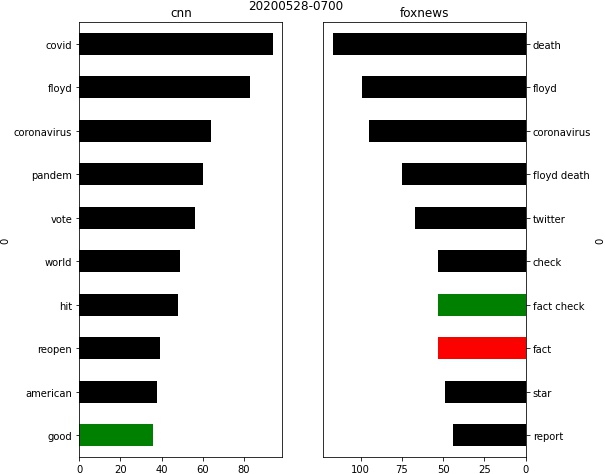 20200528-0700
cnn
foxnews
covid
floyd
coronavirus
pandem
vote
world
hit
reopen
american
good
0
0 20 40 60 80
death
floyd
coronavirus
floyd death
twitter
check
fact check
fact
star
report
0
100 75 50 25 0